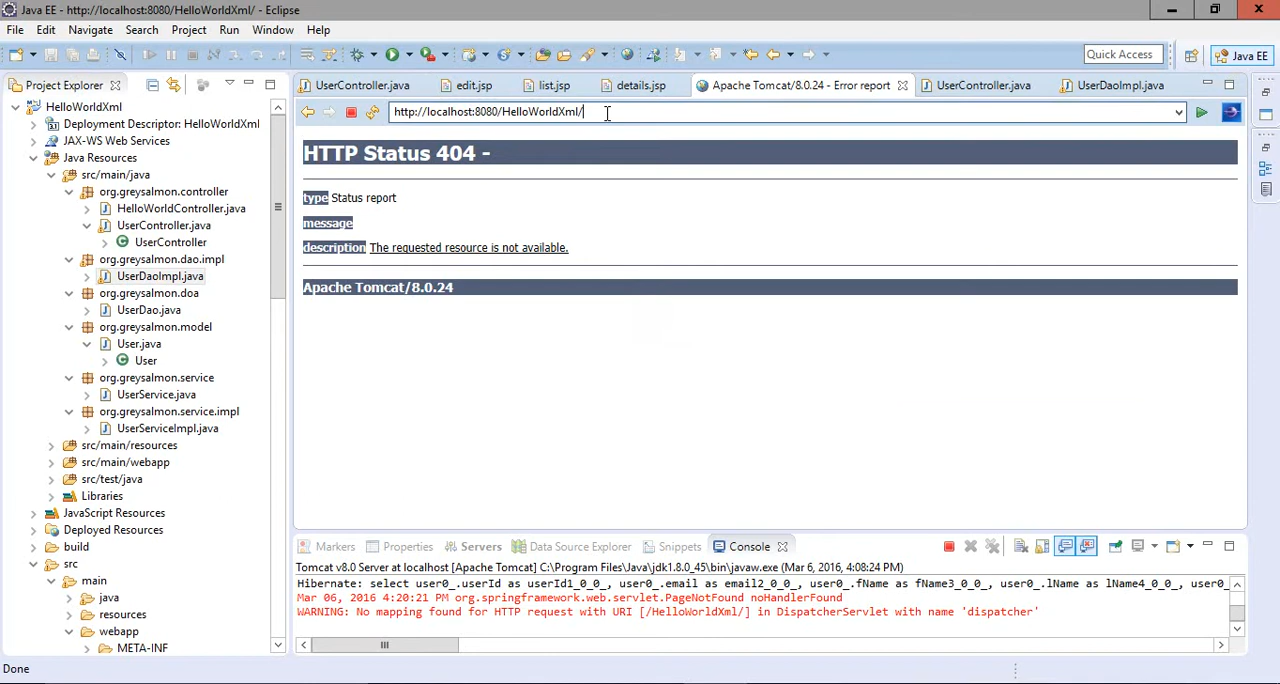 Java EE - http://localhost:8080/HelloWorldXml/ - Eclipse
File Edit Navigate Search Project Run Window Help
Quick Access Java EE
Project Explorer
UserController.java edit.jsp list.jsp details.jsp Apache Tomcat/8.0.24 - Error report UserController.java UserDaoImpl.java
http://localhost:8080/HelloWorldXml/
HelloWorldXml
Deployment Descriptor: HelloWorldXml
JAX-WS Web Services
Java Resources
src/main/java
org.greysalmon.controller
HelloWorldController.java
UserController.java
UserController
org.greysalmon.dao.impl
UserDaoImpl.java
org.greysalmon.doa
UserDao.java
org.greysalmon.model
User.java
User
org.greysalmon.service
UserService.java
org.greysalmon.service.impl
UserServiceImpl.java
src/main/resources
src/main/webapp
src/test/java
Libraries
JavaScript Resources
Deployed Resources
build
src
main
java
resources
webapp
META-INF
HTTP Status 404 -
type Status report
message
description The requested resource is not available.
Apache Tomcat/8.0.24
Markers Properties Servers Data Source Explorer Snippets Console
Tomcat v8.0 Server at localhost [Apache Tomcat] C:\Program Files\Java\jdk1.8.0_45\bin\javaw.exe (Mar 6, 2016, 4:08:24 PM)
Hibernate: select user0_.userId as userId1_0_0_, user0_.email as email2_0_0_, user0_.fName as fName3_0_0_, user0_.lName as lName4_0_0_, user0_
Mar 06, 2016 4:20:21 PM org.springframework.web.servlet.PageNotFound noHandlerFound
WARNING: No mapping found for HTTP request with URI [/HelloWorldXml/] in DispatcherServlet with name 'dispatcher'
Done